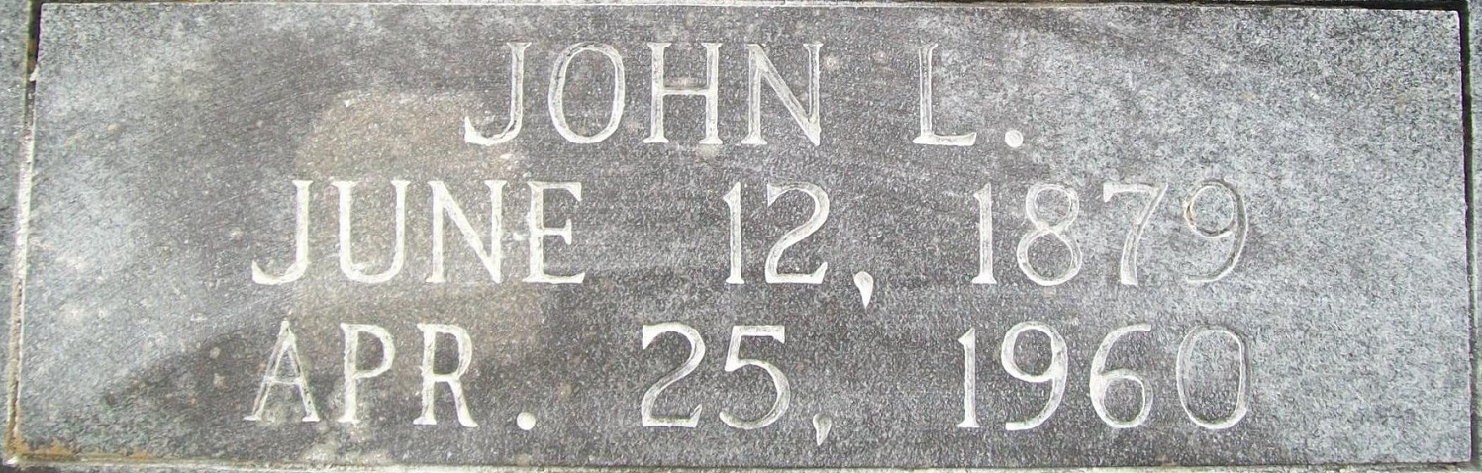 JOHN L.
JUNE 12, 1879
APR. 25, 1960